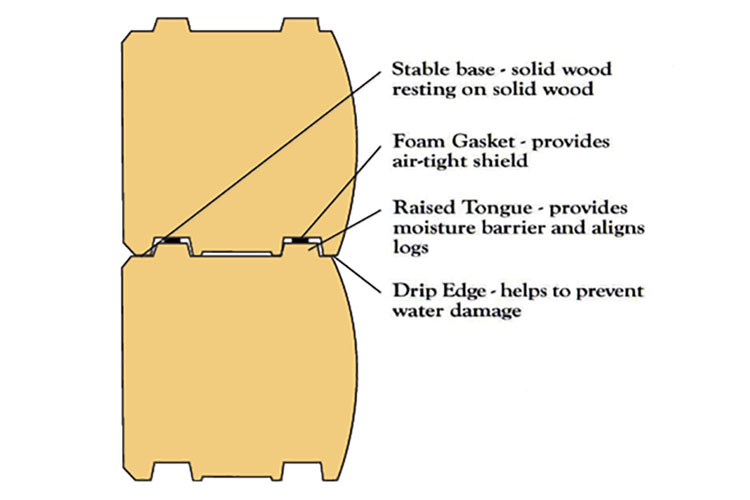 Stable base - solid wood
resting on solid wood
Foam Gasket - provides
air-tight shield
Raised Tongue - provides
moisture barrier and aligns
logs
Drip Edge - helps to prevent
water damage